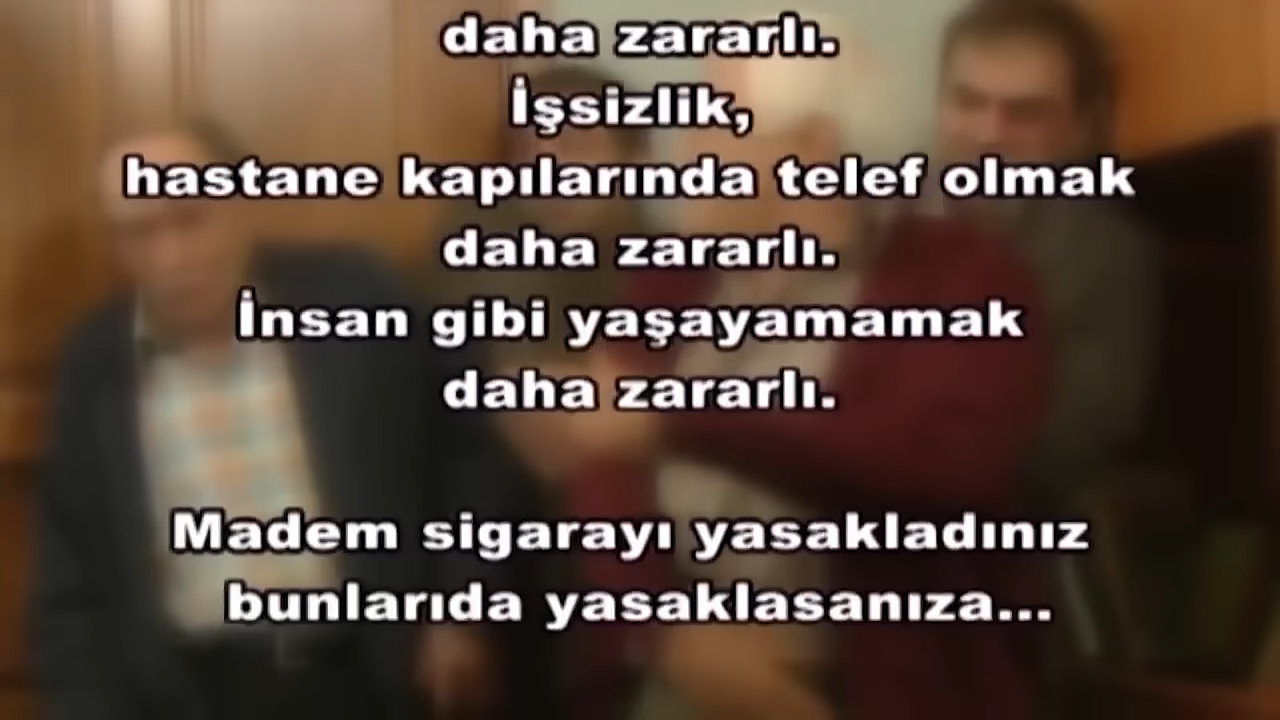 daha zararlı.
İşsizlik,
hastane kapılarında telef olmak
daha zararlı.
İnsan gibi yaşayamamak
daha zararlı.
Madem sigarayı yasakladınız
bunlarıda yasaklasanıza...